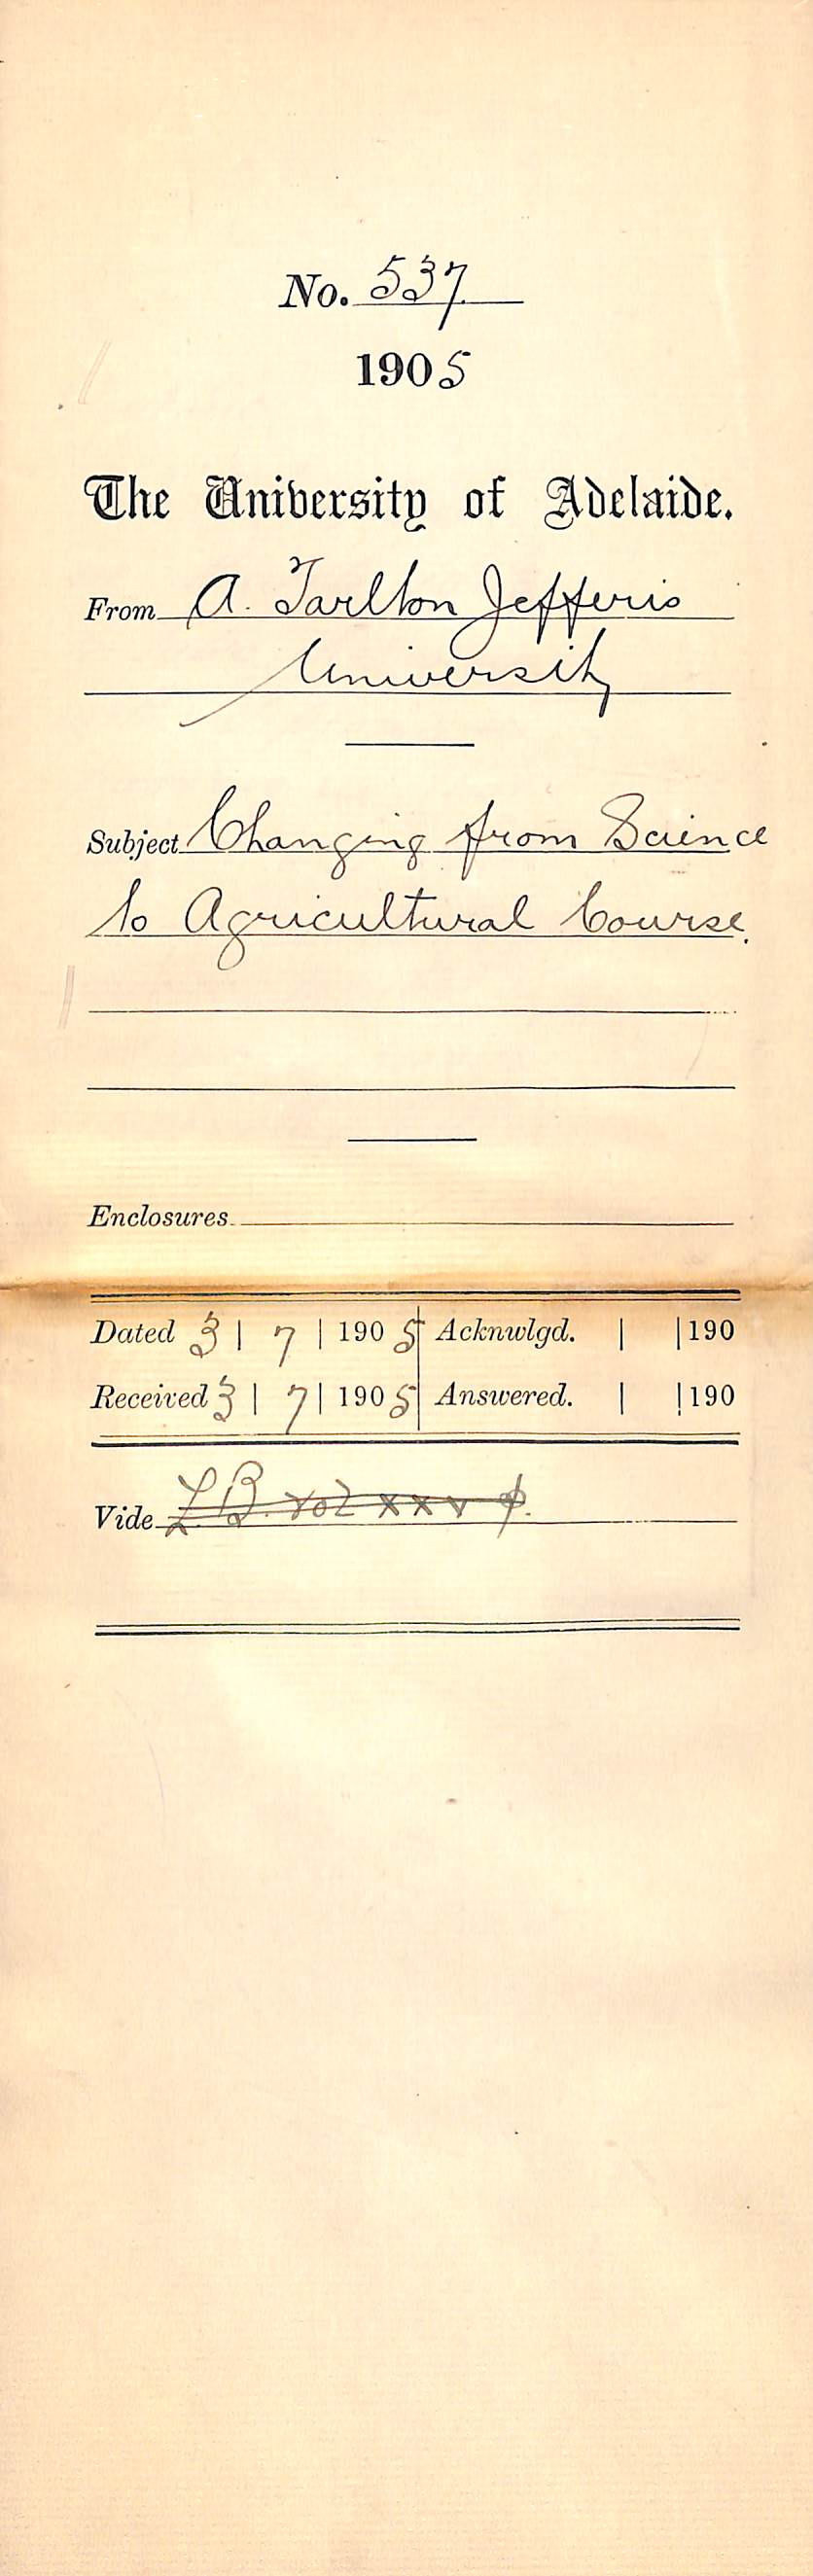 No. 537
1905
The University of Adelaide.
From A. Tarlton Jefferis
University
Subject Changing from Science
to Agricultural Course.
Enclosures
Dated 3 | 7 | 1905 Acknwlgd. | | 190
Received 3 | 7 | 1905 Answered. | | 190
Vide L.B. vol xxv p.